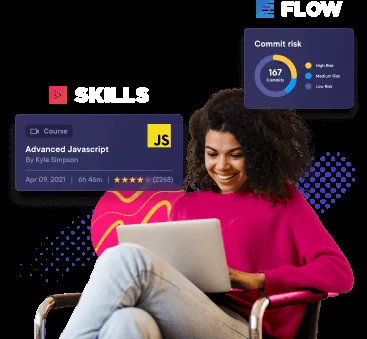 FLOW
Commit risk
167
Commits
High Risk
Medium Risk
Low Risk
SKILLS
Course
JS
Advanced Javascript
By Kyle Simpson
Apr 09, 2021 | 6h 46m | ★★★★★(2268)